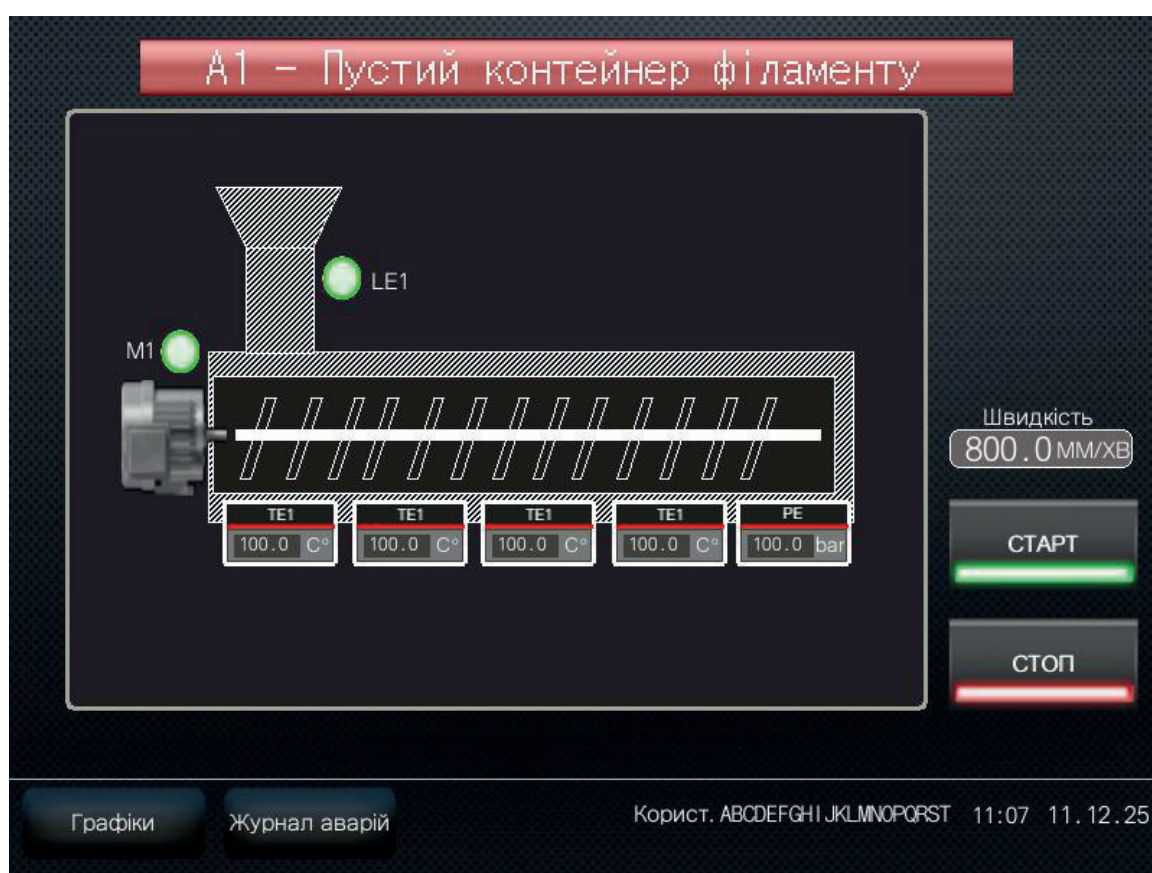 А1 - Пустий контейнер філаменту
LE1
M1
Швидкість
800.0 ММ/ХВ
TE1 TE1 TE1 TE1 PE
100.0 C° 100.0 C° 100.0 C° 100.0 C° 100.0 bar
СТАРТ
СТОП
Графіки Журнал аварій Корист. ABCDEFGHIJKLMNOPQRST 11:07 11.12.25